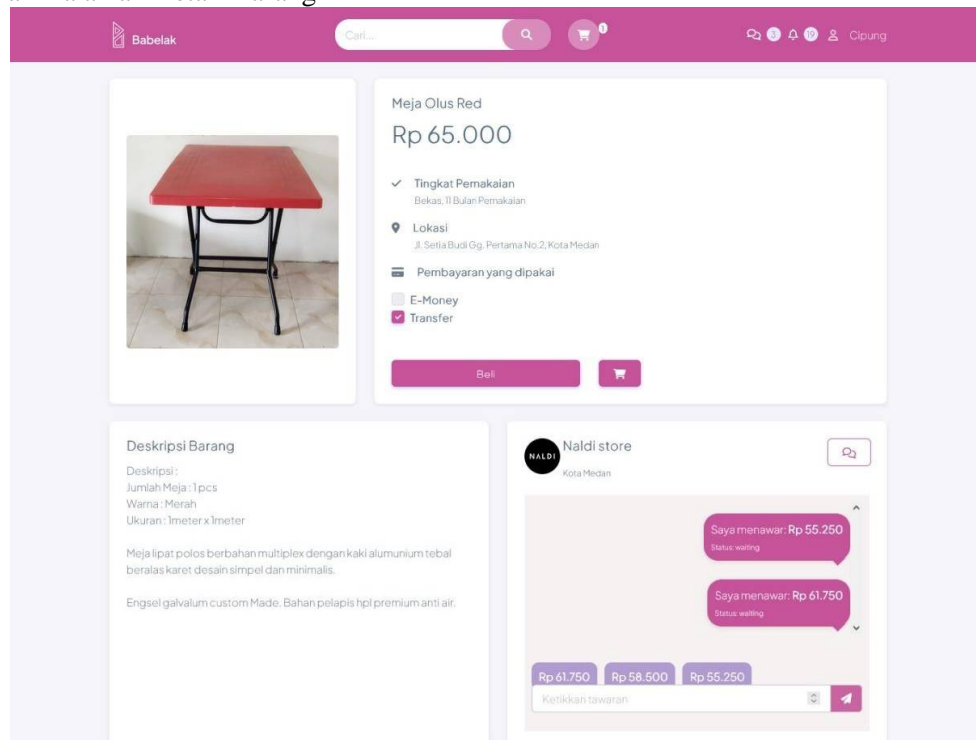 Babelak
Cari...
1
3
19
Cipung
Meja Olus Red
Rp 65.000
Tingkat Pemakaian
Bekas, 11 Bulan Pemakaian
Lokasi
Jl. Setia Budi Gg. Pertama No.2, Kota Medan
Pembayaran yang dipakai
E-Money
Transfer
Beli
Deskripsi Barang
Deskripsi :
Jumlah Meja : 1 pcs
Warna : Merah
Ukuran : 1meter x 1meter
Meja lipat polos berbahan multiplex dengan kaki alumunium tebal
beralas karet desain simpel dan minimalis.
Engsel galvalum custom Made. Bahan pelapis hpl premium anti air.
NALDI
Naldi store
Kota Medan
Saya menawar: Rp 55.250
Status: waiting
Saya menawar: Rp 61.750
Status: waiting
Rp 61.750 Rp 58.500 Rp 55.250
Ketikkan tawaran